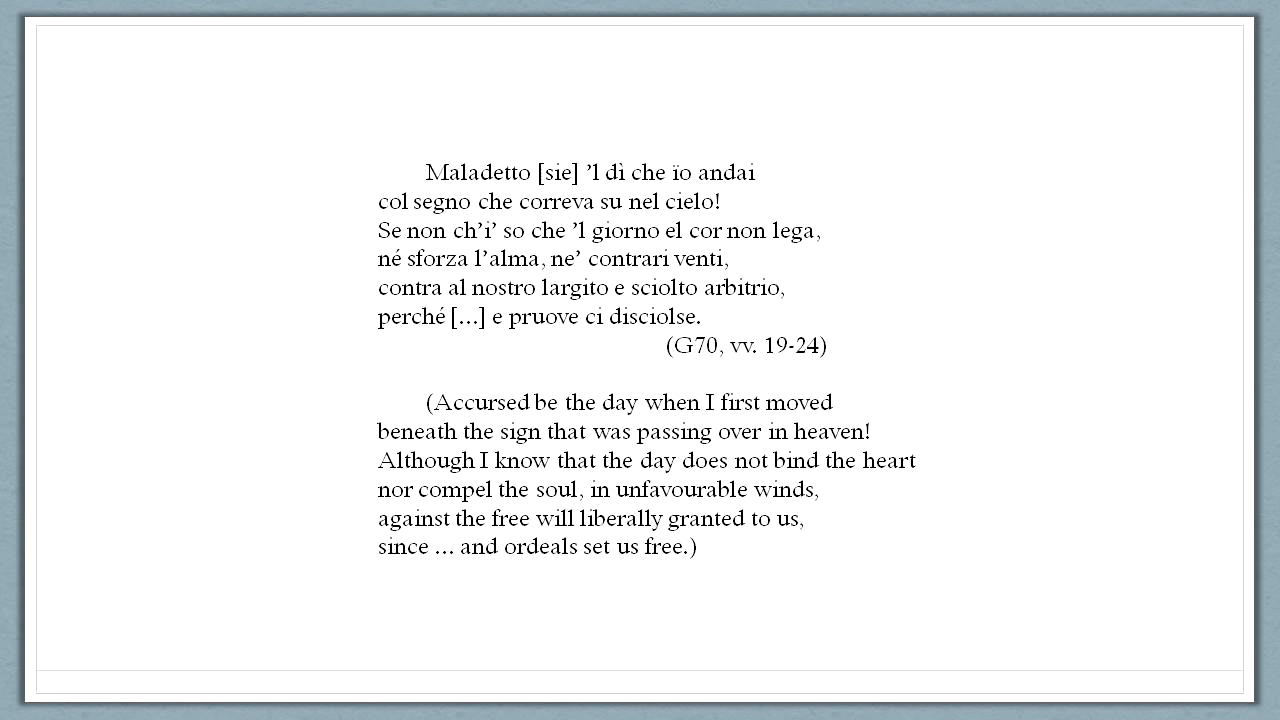 Maladetto [sie] ’l dì che ïo andai
col segno che correva su nel cielo!
Se non ch’i’ so che ’l giorno el cor non lega,
né sforza l’alma, ne’ contrari venti,
contra al nostro largito e sciolto arbitrio,
perché [...] e pruove ci disciolse.
(G70, vv. 19-24)
(Accursed be the day when I first moved
beneath the sign that was passing over in heaven!
Although I know that the day does not bind the heart
nor compel the soul, in unfavourable winds,
against the free will liberally granted to us,
since ... and ordeals set us free.)